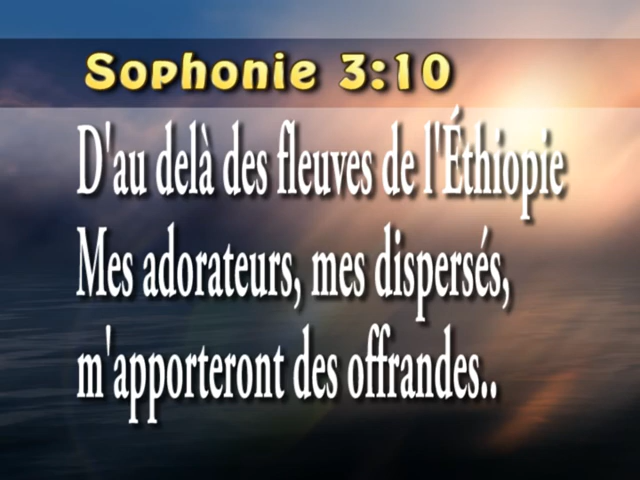 Sophonie 3:10
D'au delà des fleuves de l'Éthiopie
Mes adorateurs, mes dispersés,
m'apporteront des offrandes..